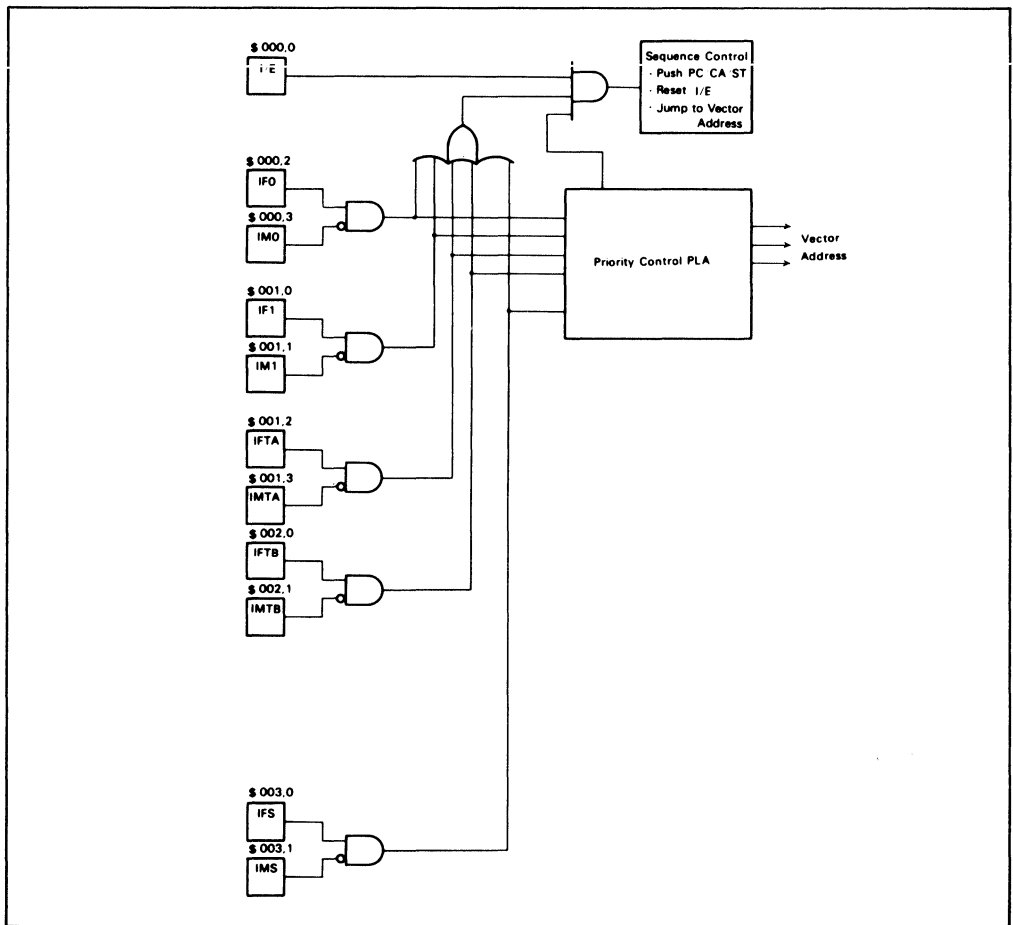 $ 000,0
I/E
Sequence Control
· Push PC CA ST
· Reset I/E
· Jump to Vector
Address
$ 000,2
IF0
$ 000,3
IM0
Priority Control PLA
Vector
Address
$ 001,0
IF1
$ 001,1
IM1
$ 001,2
IFTA
$ 001,3
IMTA
$ 002,0
IFTB
$ 002,1
IMTB
$ 003,0
IFS
$ 003,1
IMS